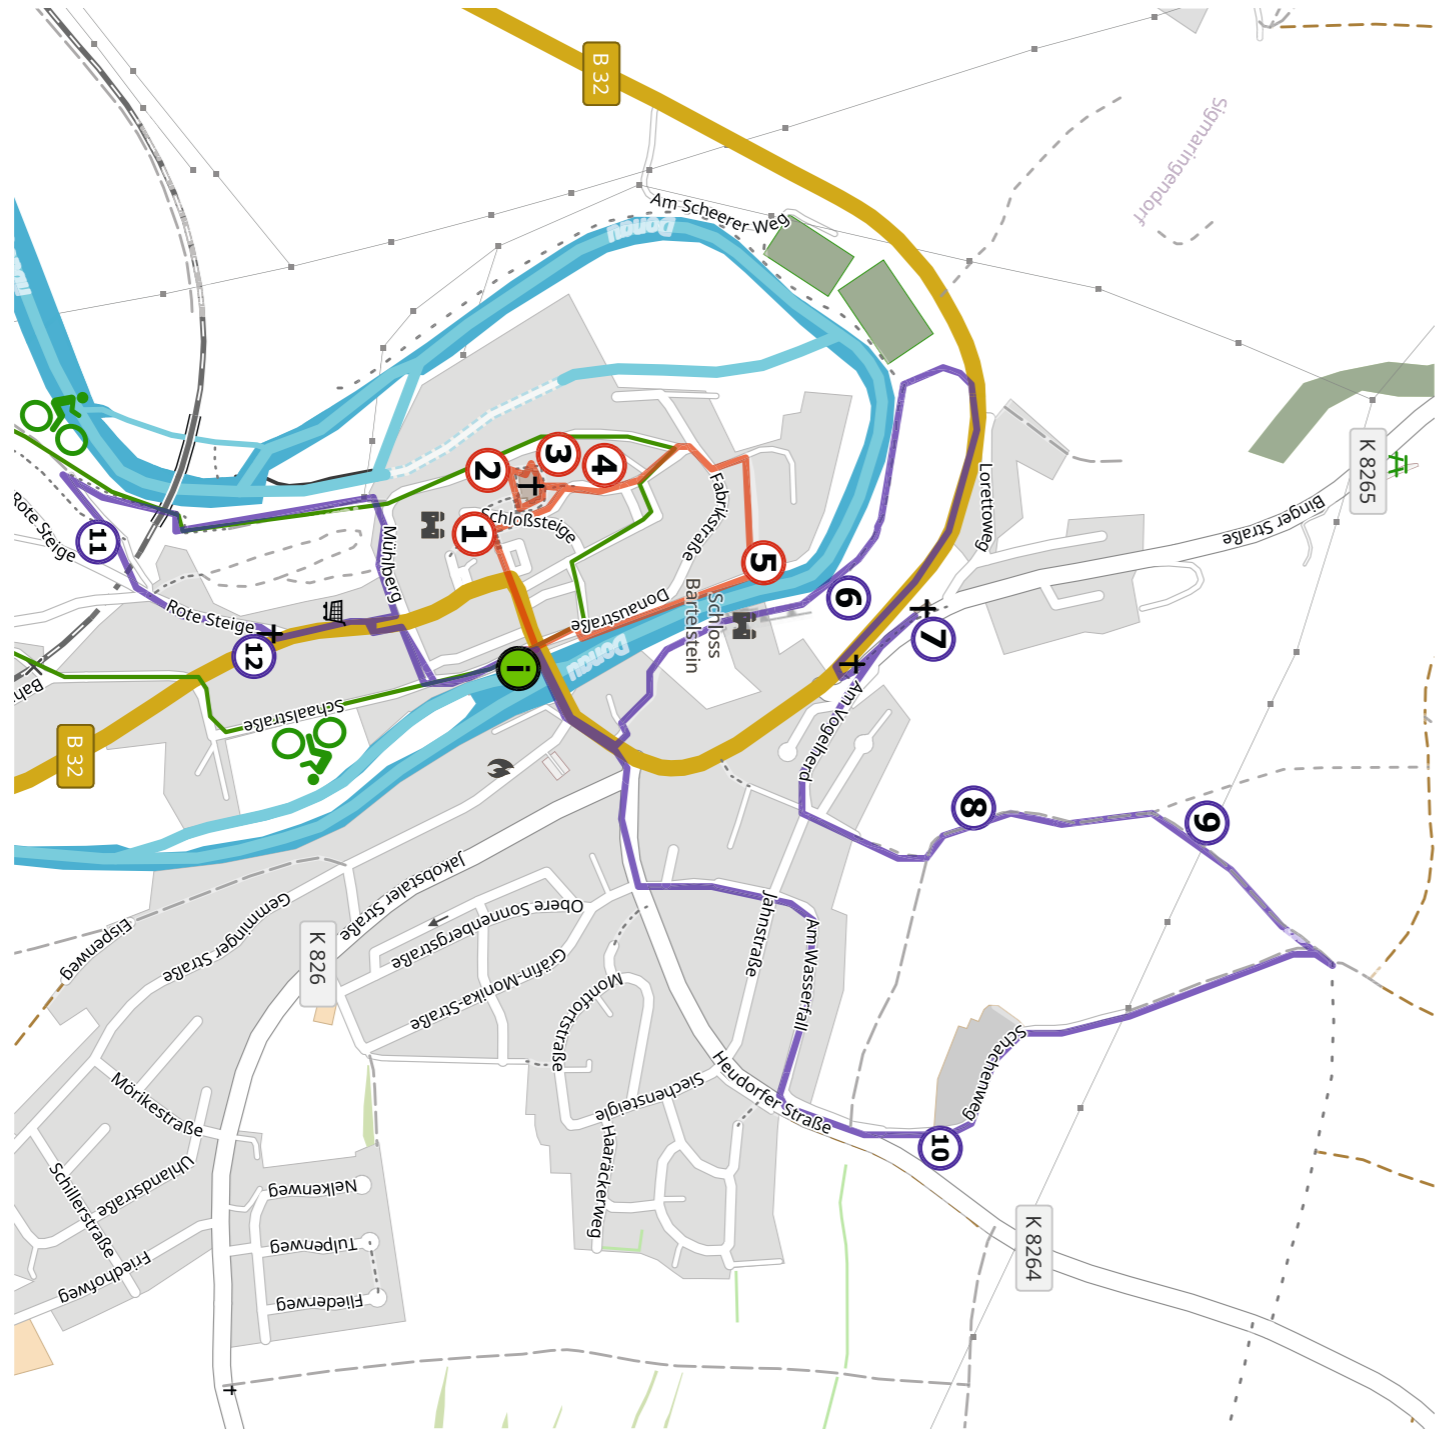 B 32
Sigmaringendorf
Am Scheerer Weg
Donau
K 8265
Binger Straße
Loretoweg
3
4
2
Schloßsteige
1
Fabrikstraße
5
Mühlberg
Rote Steige
11
Rote Steige
12
Donaustraße
Schloss
Bartelstein
6
7
i
Donau
Am Vogelherd
Schaalstraße
B 32
8
9
Jakobstaler Straße
Gemminger Straße
Eispenweg
Obere Sonnenbergstraße
Gräfin-Monika-Straße
Jahnstraße
Am Wasserfall
K 826
Montfortstraße
Siechensteigle
Heudorfer Straße
Schachenweg
10
Haaräckerweg
Mörikestraße
Uhlandstraße
Schillerstraße
Friedhofweg
Nelkenweg
Tulpenweg
Fliederweg
K 8264